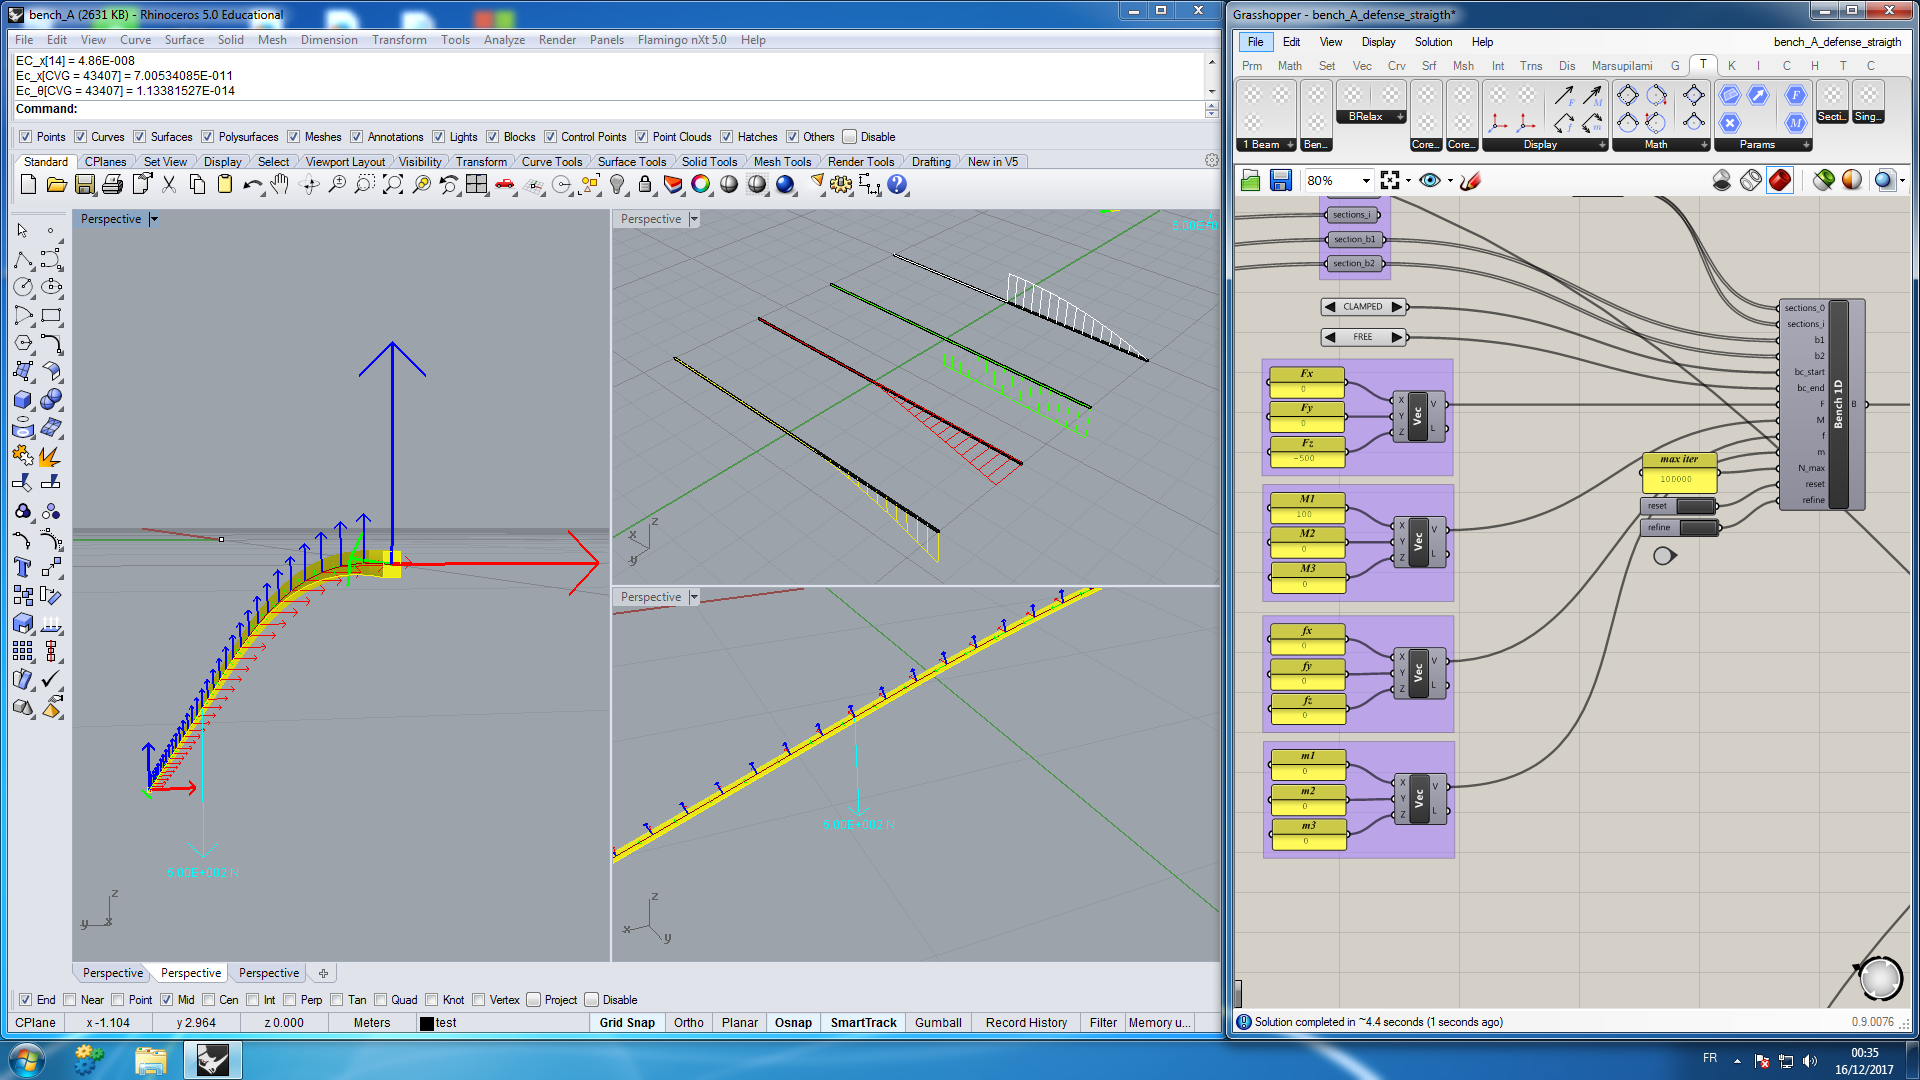 bench_A (2631 KB) - Rhinoceros 5.0 Educational
File Edit View Curve Surface Solid Mesh Dimension Transform Tools Analyze Render Panels Flamingo nXt 5.0 Help
EC_x[14] = 4.86E-008
Ec_x[CVG = 43407] = 7.00534085E-011
Ec_θ[CVG = 43407] = 1.13381527E-014
Command:
Points Curves Surfaces Polysurfaces Meshes Annotations Lights Blocks Control Points Point Clouds Hatches Others Disable
Standard CPlanes Set View Display Select Viewport Layout Visibility Transform Curve Tools Surface Tools Solid Tools Mesh Tools Render Tools Drafting New in V5
Perspective
5.00E+002 N
z
y x
Perspective
z
x
y
Perspective
5.00E+002 N
z
x
y
Perspective Perspective Perspective
End Near Point Mid Cen Int Perp Tan Quad Knot Vertex Project Disable
CPlane x -1.104 y 2.964 z 0.000 Meters test Grid Snap Ortho Planar Osnap SmartTrack Gumball Record History Filter Memory u...
Grasshopper - bench_A_defense_straigth*
File Edit View Display Solution Help bench_A_defense_straigth
Prm Math Set Vec Crv Srf Msh Int Trns Dis Marsupilami G T K I C H T C
1 Beam Ben... BRelax Core... Core... Display Math Params Secti... Sing...
80%
sections_i
section_b1
section_b2
CLAMPED
FREE
Fx
0
Fy
0
Fz
-500
X Y Z Vec V L
M1
100
M2
0
M3
0
X Y Z Vec V L
fx
0
fy
0
fz
0
X Y Z Vec V L
m1
0
m2
0
m3
0
X Y Z Vec V L
max iter
100000
reset
refine
sections_0
sections_i
b1
b2
bc_start
bc_end
F
M
f
m
N_max
reset
refine
Bench 1D
B
Solution completed in ~4.4 seconds (1 seconds ago) 0.9.0076
FR 00:35
16/12/2017